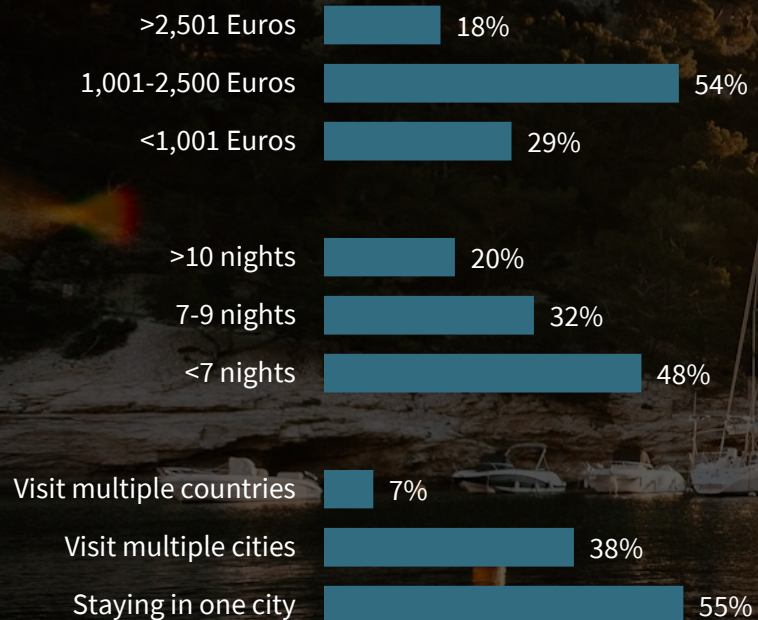 >2,501 Euros 18%
1,001-2,500 Euros 54%
<1,001 Euros 29%
>10 nights 20%
7-9 nights 32%
<7 nights 48%
Visit multiple countries 7%
Visit multiple cities 38%
Staying in one city 55%